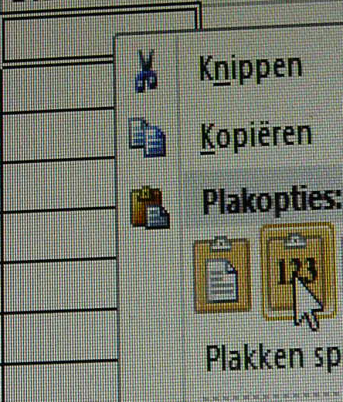 Knippen
Kopiëren
Plakopties:
123
Plakken sp